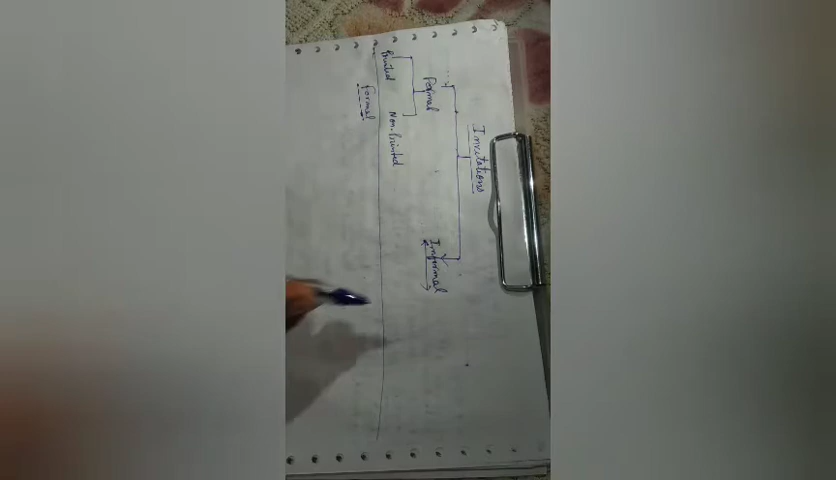 Invitations
Formal Informal
Printed Non-Printed
Formal